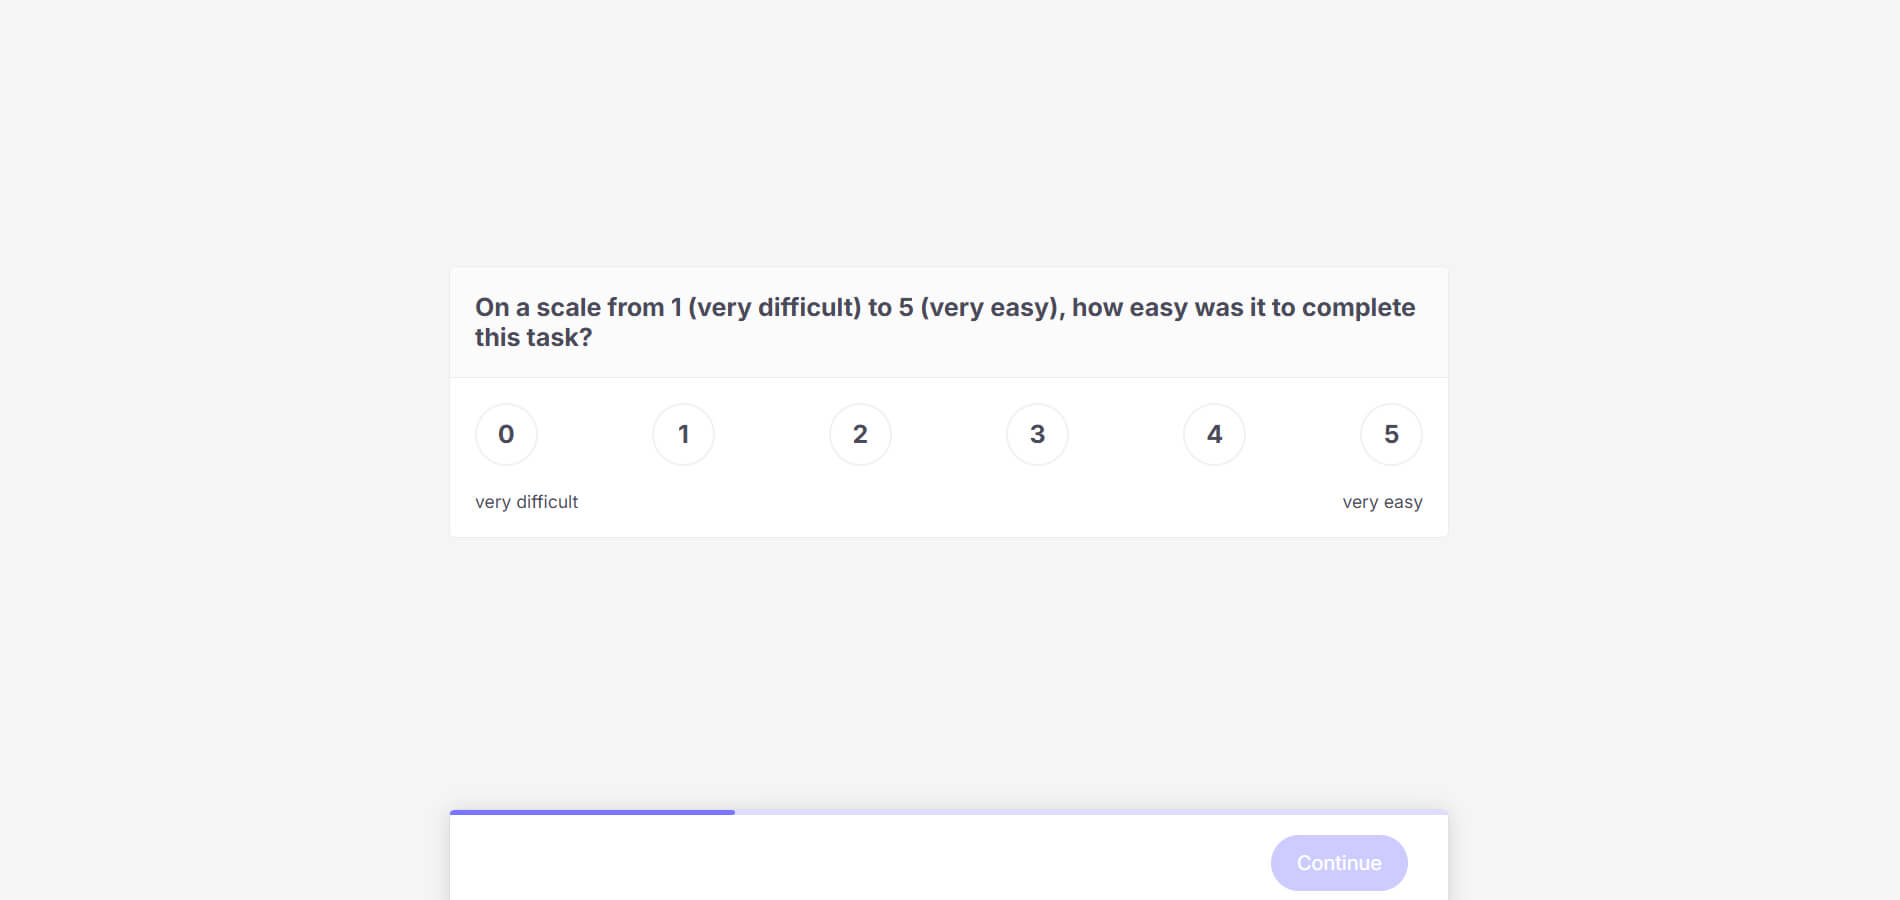 On a scale from 1 (very difficult) to 5 (very easy), how easy was it to complete
this task?
0 1 2 3 4 5
very difficult very easy
Continue